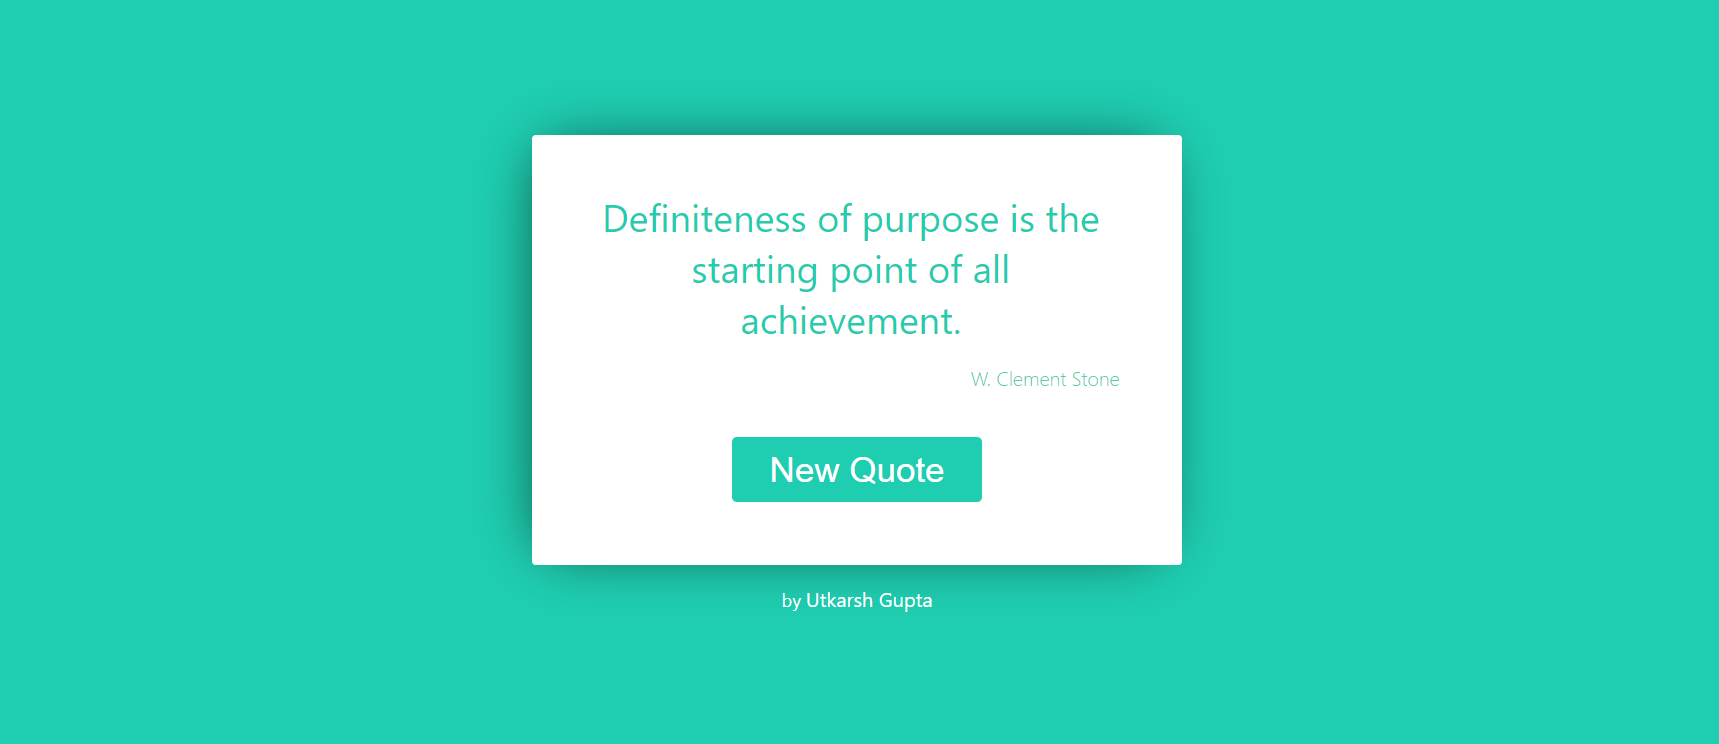 Definiteness of purpose is the
starting point of all
achievement.
W. Clement Stone
New Quote
by Utkarsh Gupta